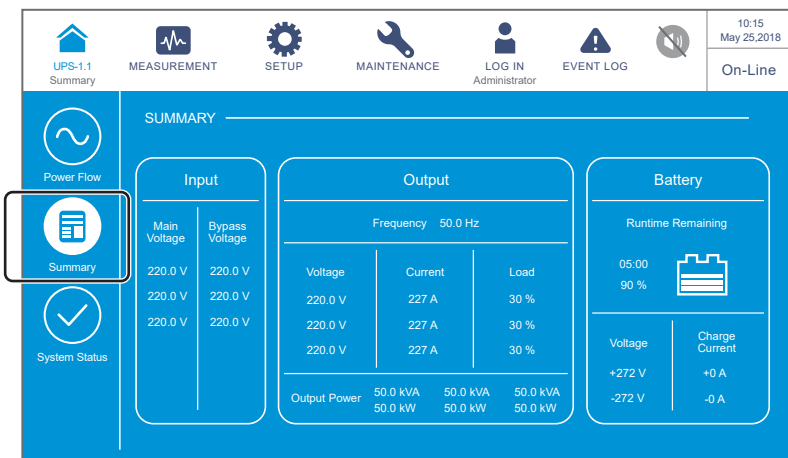 UPS-1.1
Summary
MEASUREMENT
SETUP
MAINTENANCE
LOG IN
Administrator
EVENT LOG
10:15
May 25,2018
On-Line
Power Flow
Summary
System Status
SUMMARY
Input
Main Voltage
Bypass Voltage
220.0 V 220.0 V
220.0 V 220.0 V
220.0 V 220.0 V
Output
Frequency 50.0 Hz
Voltage Current Load
220.0 V 227 A 30 %
220.0 V 227 A 30 %
220.0 V 227 A 30 %
Output Power 50.0 kVA 50.0 kVA 50.0 kVA
50.0 kW 50.0 kW 50.0 kW
Battery
Runtime Remaining
05:00
90 %
Voltage
Charge Current
+272 V +0 A
-272 V -0 A